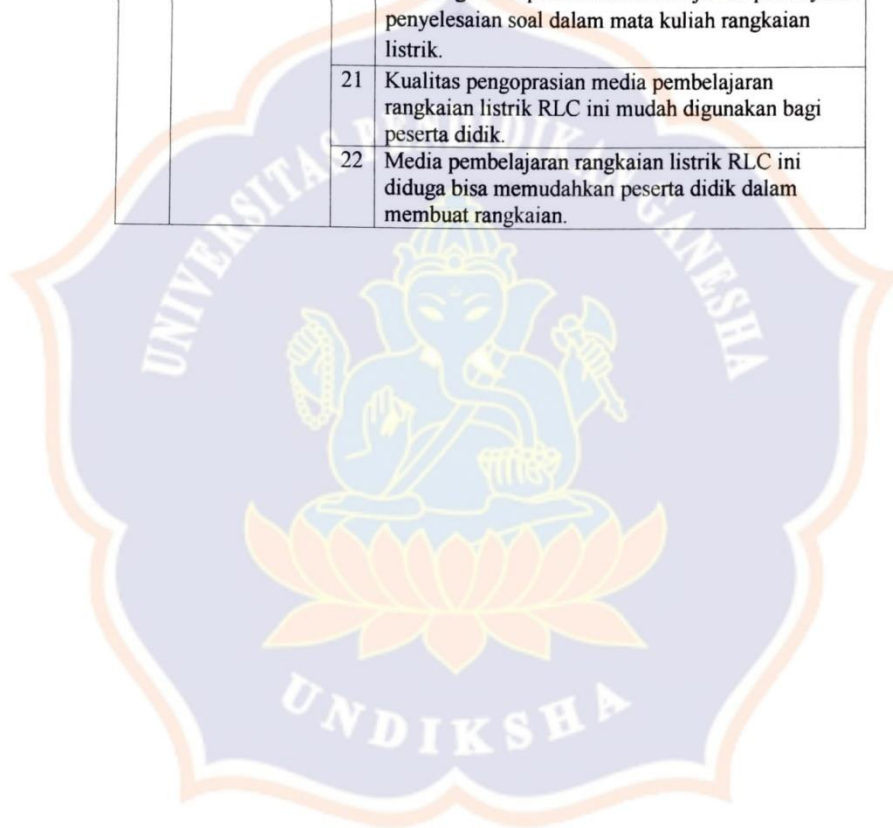 penyelesaian soal dalam mata kuliah rangkaian
listrik.
21 Kualitas pengoprasian media pembelajaran
rangkaian listrik RLC ini mudah digunakan bagi
peserta didik.
22 Media pembelajaran rangkaian listrik RLC ini
diduga bisa memudahkan peserta didik dalam
membuat rangkaian.
UNIVERSITAS PENDIDIKAN GANESHA
UNDIKSHA